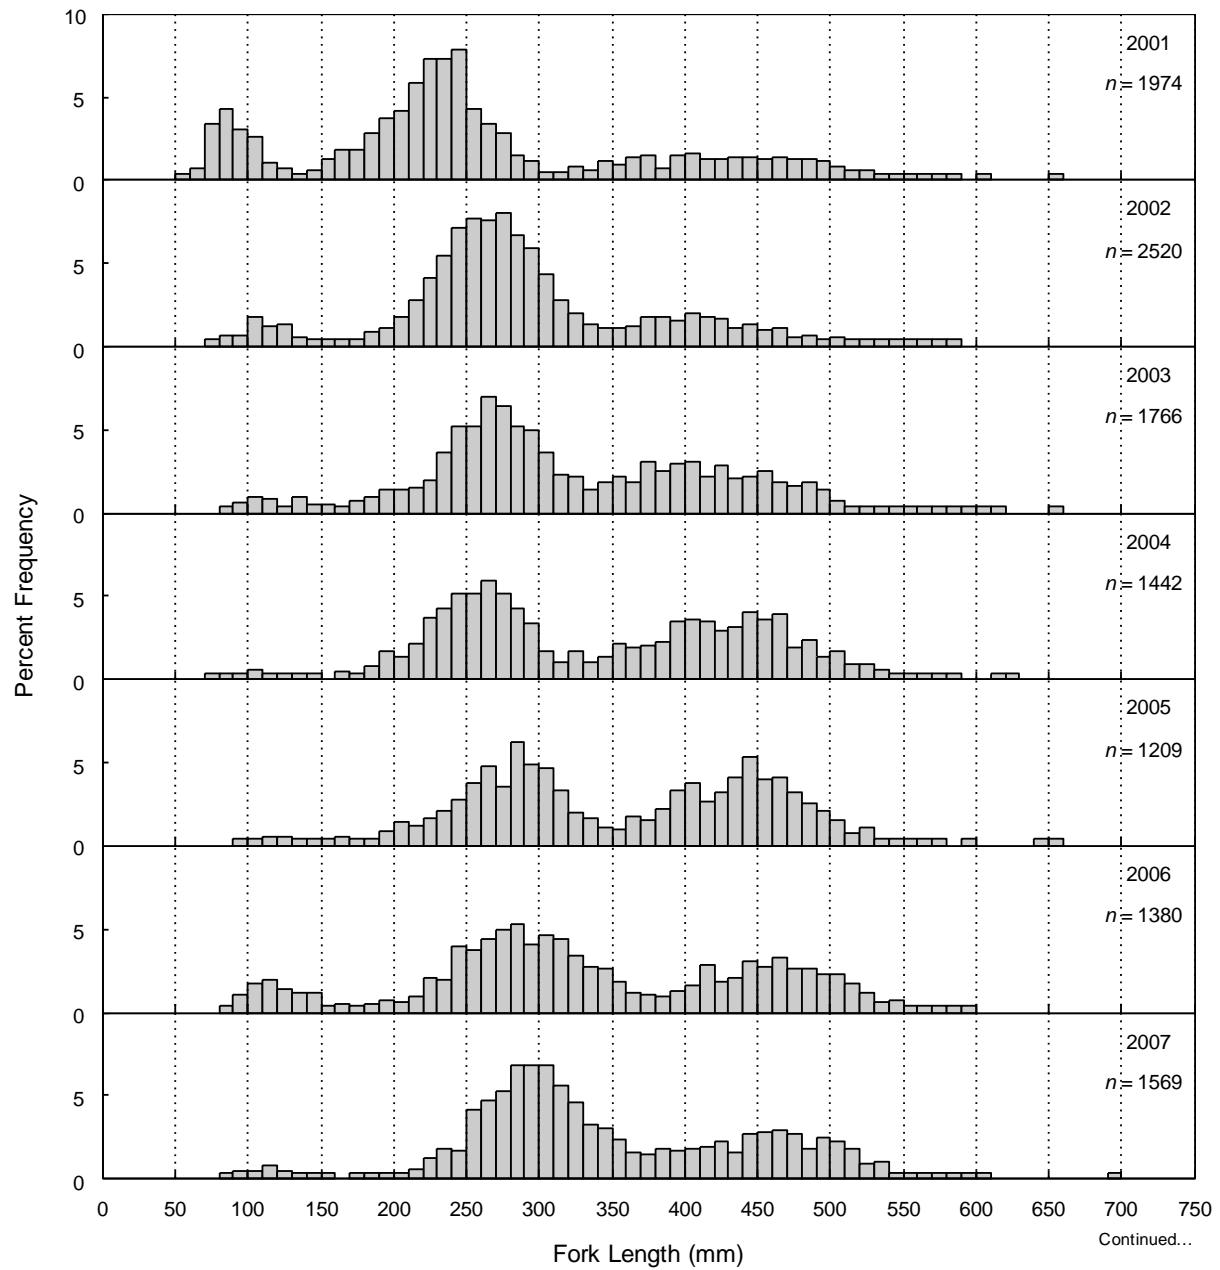 10
5
0
2001
n = 1974
5
0
2002
n = 2520
5
0
2003
n = 1766
5
0
2004
n = 1442
5
0
2005
n = 1209
5
0
2006
n = 1380
5
0
2007
n = 1569
Percent Frequency
0 50 100 150 200 250 300 350 400 450 500 550 600 650 700 750
Fork Length (mm)
Continued...